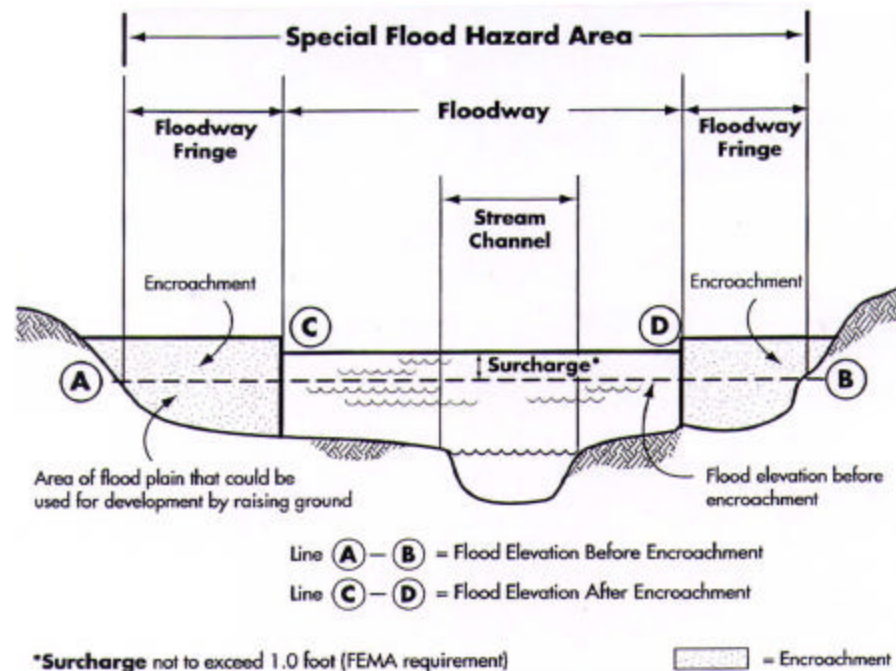 Special Flood Hazard Area
Floodway
Fringe
Floodway
Floodway
Fringe
Stream
Channel
Encroachment
Encroachment
C
D
Surcharge*
A
B
Area of flood plain that could be
used for development by raising ground
Flood elevation before
encroachment
Line A – B = Flood Elevation Before Encroachment
Line C – D = Flood Elevation After Encroachment
*Surcharge not to exceed 1.0 foot (FEMA requirement)
= Encroachment